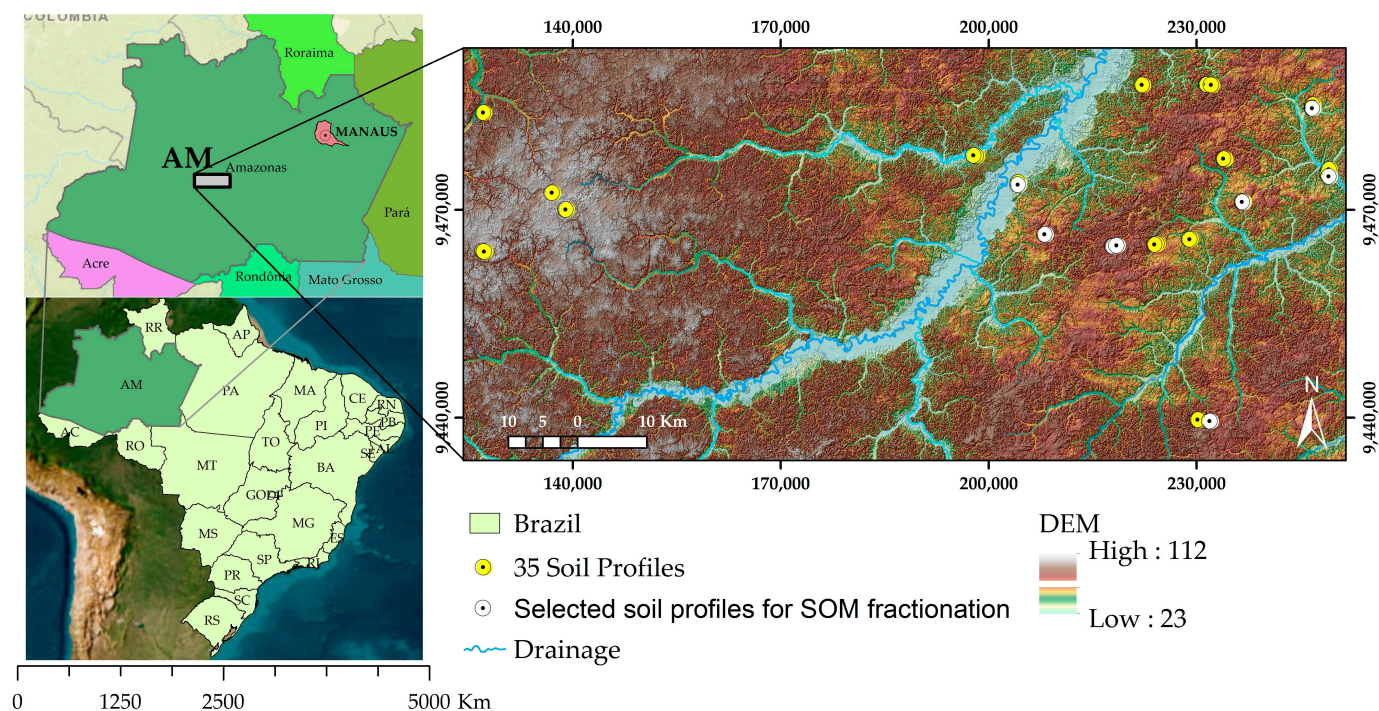 COLOMBIA
Roraima
MANAUS
AM
Amazonas
Pará
Acre
Rondônia
Mato Grosso
RR
AP
AM
PA
MA
CE
RN
PB
PE
AL
SE
PI
AC
RO
TO
MT
BA
GO
DF
MG
ES
MS
SP
RJ
PR
SC
RS
0 1250 2500 5000 Km
140,000 170,000 200,000 230,000
9,470,000
9,470,000
9,440,000
9,440,000
10 5 0 10 Km
N
140,000 170,000 200,000 230,000
Brazil
35 Soil Profiles
Selected soil profiles for SOM fractionation
Drainage
DEM
High : 112
Low : 23